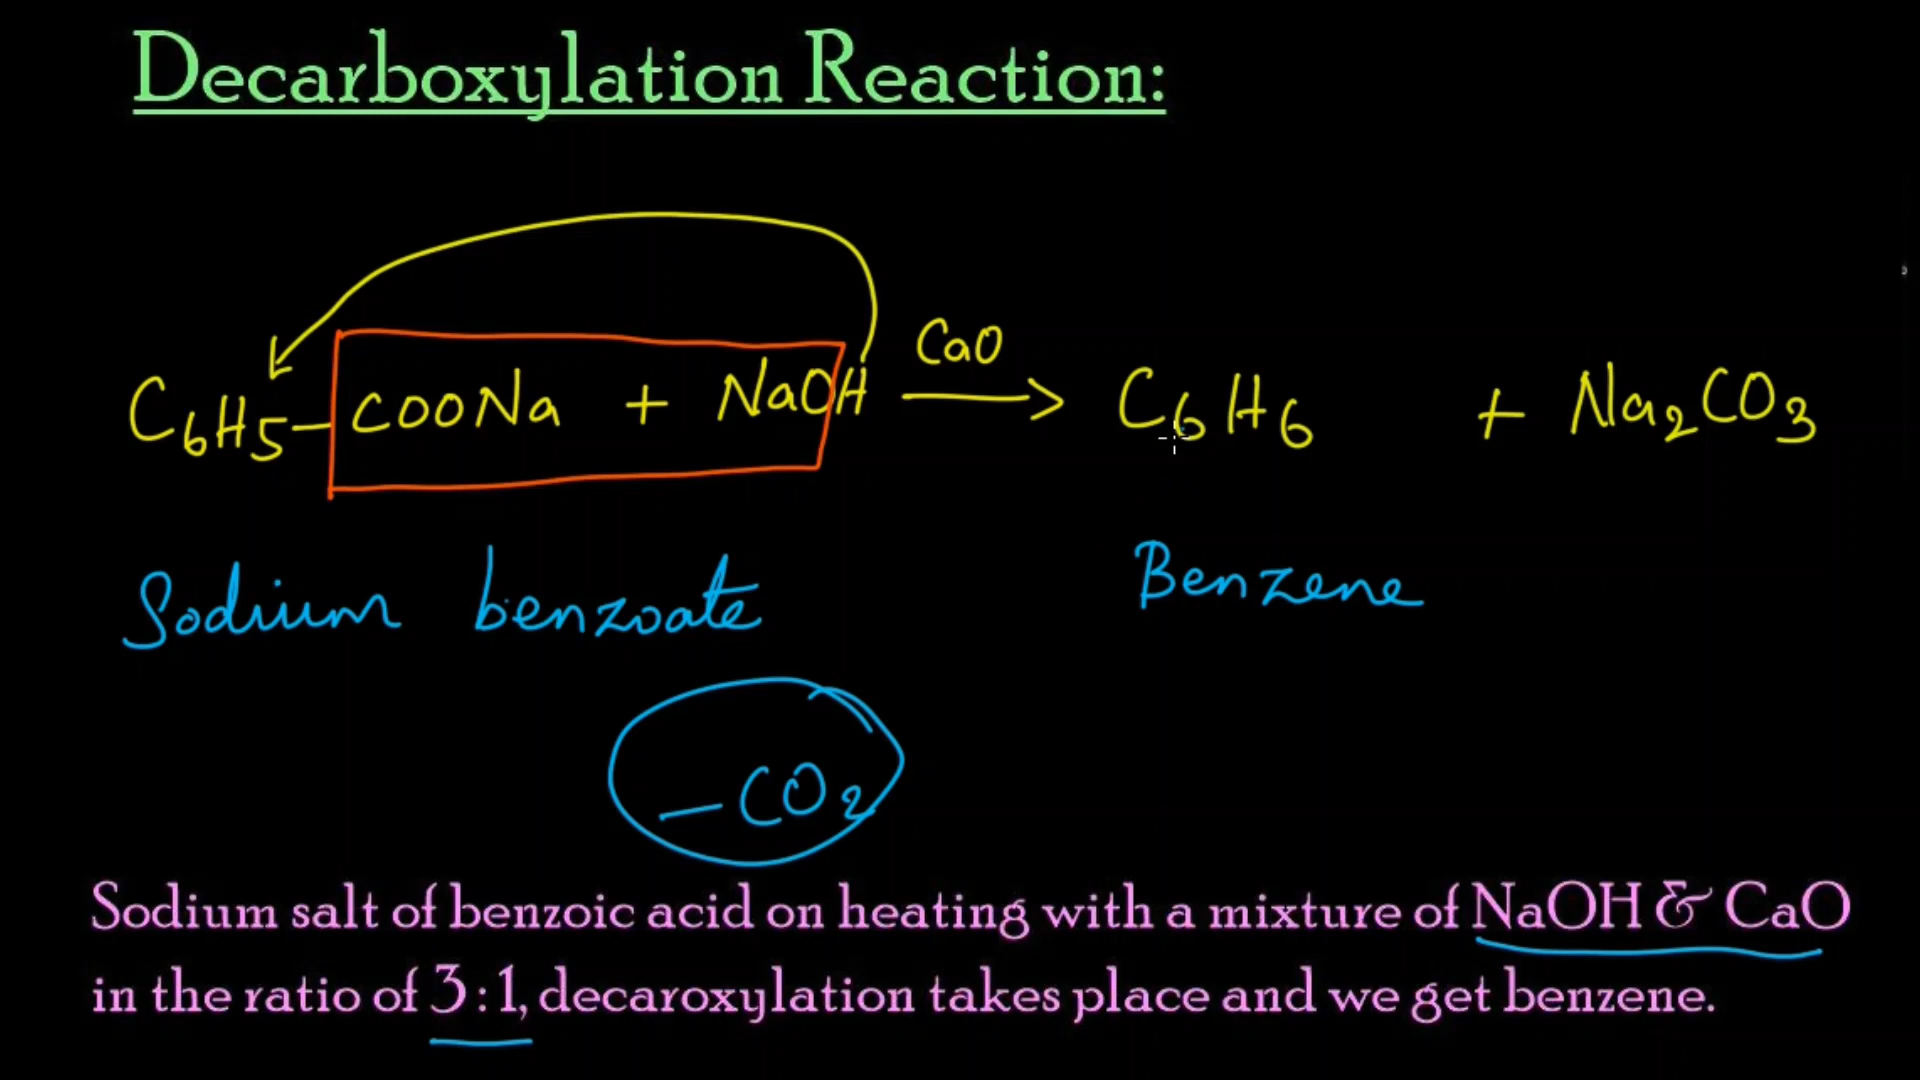 Decarboxylation Reaction:
C₆H₅-COONa + NaOH CaO → C₆H₆ + Na₂CO₃
Sodium benzoate Benzene
-CO₂
Sodium salt of benzoic acid on heating with a mixture of NaOH & CaO
in the ratio of 3:1, decaroxylation takes place and we get benzene.